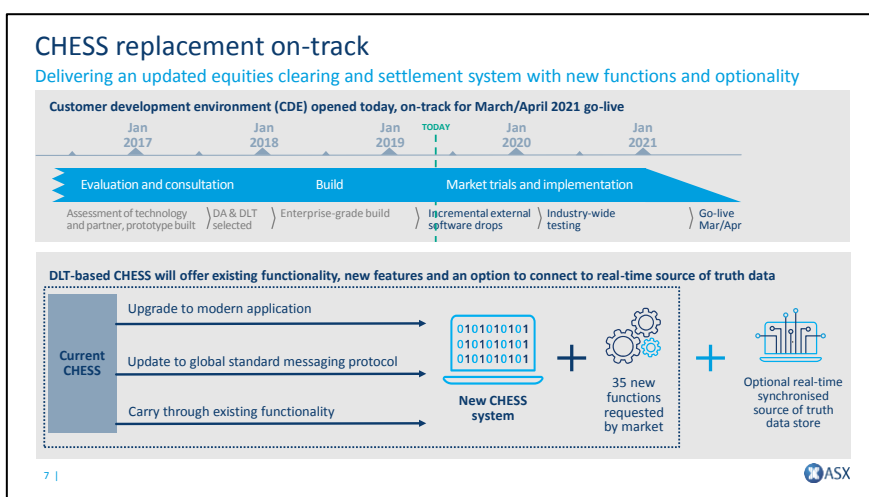 CHESS replacement on-track
Delivering an updated equities clearing and settlement system with new functions and optionality
Customer development environment (CDE) opened today, on-track for March/April 2021 go-live
Jan
2017
Jan
2018
Jan
2019
TODAY
Jan
2020
Jan
2021
Evaluation and consultation
Build
Market trials and implementation
Assessment of technology
and partner, prototype built
DA & DLT
selected
Enterprise-grade build
Incremental external
software drops
Industry-wide
testing
Go-live
Mar/Apr
DLT-based CHESS will offer existing functionality, new features and an option to connect to real-time source of truth data
Current
CHESS
Upgrade to modern application
Update to global standard messaging protocol
Carry through existing functionality
0101010101
0101010101
0101010101
New CHESS
system
35 new
functions
requested
by market
Optional real-time
synchronised
source of truth
data store
7 |
ASX